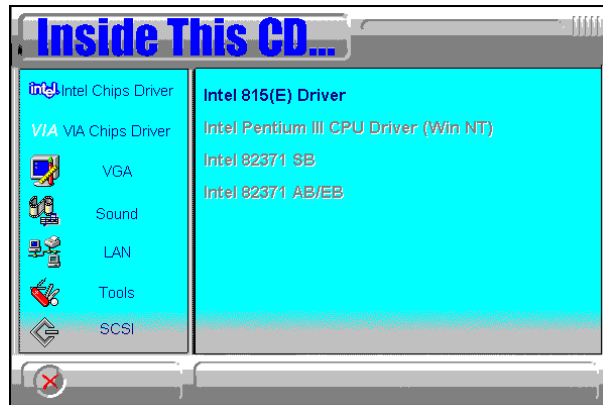 Inside This CD...
intel Intel Chips Driver
VIA VIA Chips Driver
VGA
Sound
LAN
Tools
SCSI
Intel 815(E) Driver
Intel Pentium III CPU Driver (Win NT)
Intel 82371 SB
Intel 82371 AB/EB